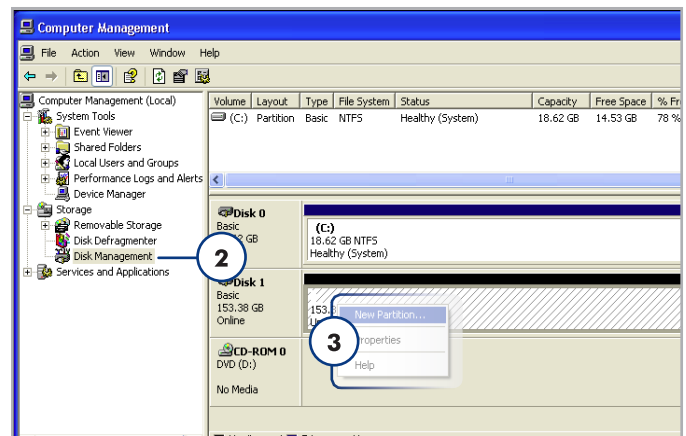 Computer Management
File Action View Window Help
Computer Management (Local)
System Tools
Event Viewer
Shared Folders
Local Users and Groups
Performance Logs and Alerts
Device Manager
Storage
Removable Storage
Disk Defragmenter
Disk Management
Services and Applications
2
Volume Layout Type File System Status Capacity Free Space
(C:) Partition Basic NTFS Healthy (System) 18.62 GB 14.53 GB 78 %
Disk 0
Basic
GB
(C:)
18.62 GB NTFS
Healthy (System)
Disk 1
Basic
153.38 GB
Online
New Partition...
Properties
Help
3
CD-ROM 0
DVD (D:)
No Media